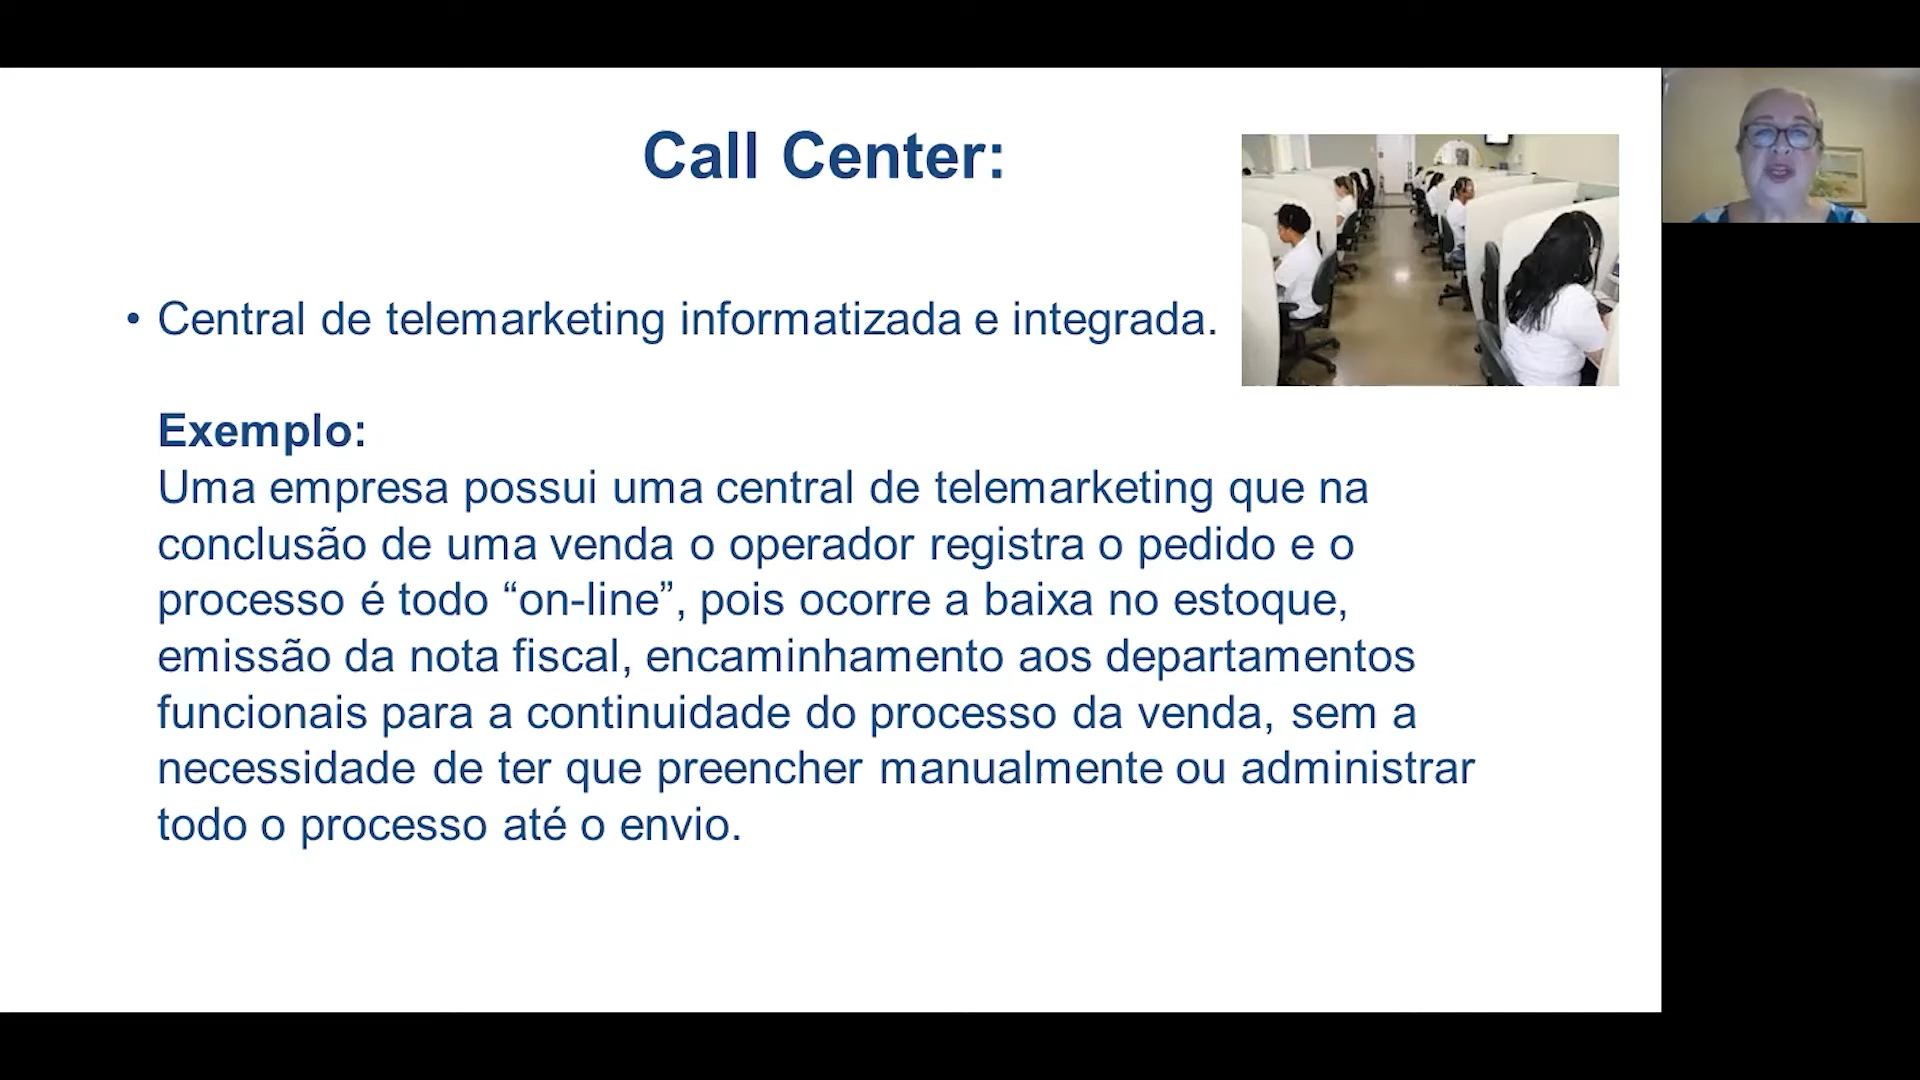 Call Center:
• Central de telemarketing informatizada e integrada.
Exemplo:
Uma empresa possui uma central de telemarketing que na
conclusão de uma venda o operador registra o pedido e o
processo é todo “on-line”, pois ocorre a baixa no estoque,
emissão da nota fiscal, encaminhamento aos departamentos
funcionais para a continuidade do processo da venda, sem a
necessidade de ter que preencher manualmente ou administrar
todo o processo até o envio.